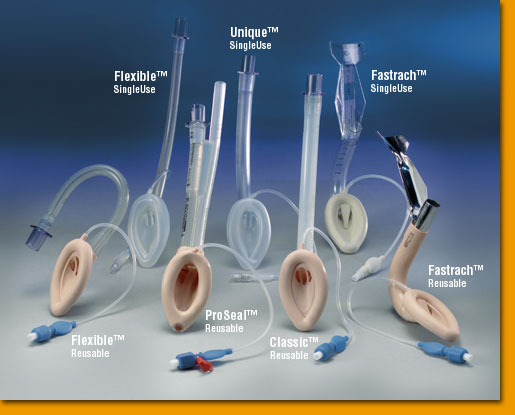 Unique™
SingleUse
Flexible™
SingleUse
Fastrach™
SingleUse
Fastrach™
Reusable
ProSeal™
Reusable
Flexible™
Reusable
Classic™
Reusable